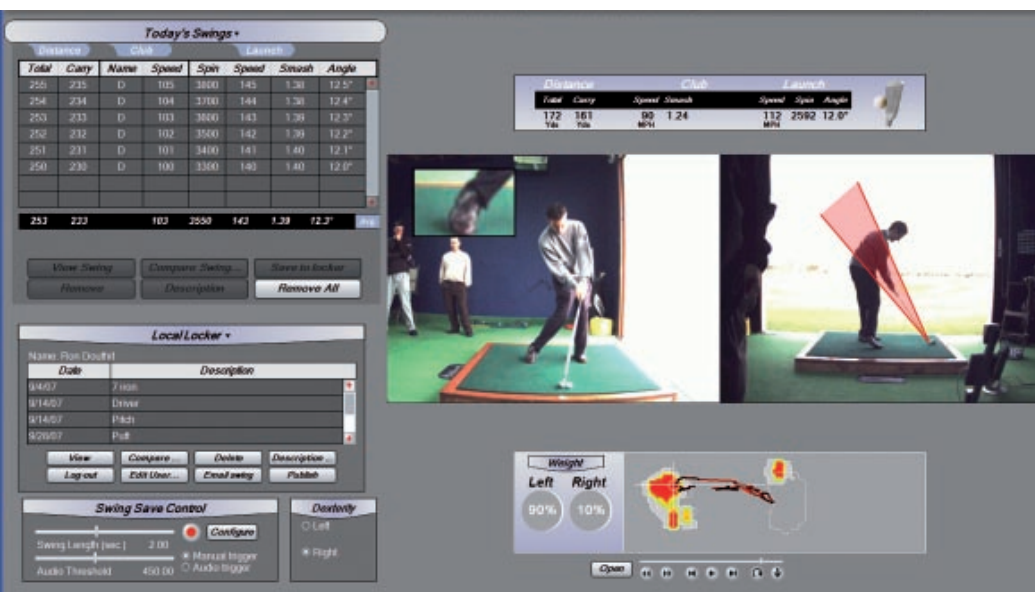 Today's Swings
Distance Club Launch
Total Carry Name Speed Spin Speed Smash Angle
255 235 D 105 3800 145 1.38 12.5°
254 234 D 104 3700 144 1.38 12.4°
253 233 D 103 3600 143 1.39 12.3°
252 232 D 102 3500 142 1.39 12.2°
251 231 D 101 3400 141 1.40 12.1°
250 230 D 100 3300 140 1.40 12.0°
253 233 103 3550 143 1.39 12.3° Avg
View Swing Compare Swing... Save to locker
Remove Description Remove All
Local Locker
Name: Ron
Date Description
9/4/07 7 iron
9/14/07 Driver
9/14/07 Pitch
9/28/07 Putt
View Compare ... Delete Description ...
Log out Edit User... Email swing Publish
Swing Save Control
Configure
Swing Length (sec.) 2.00
Manual trigger
Audio Threshold 450.00 Audio trigger
Dexterity
Left
Right
Distance Club Launch
Total Carry Speed Smash Speed Spin Angle
172 161 90 1.24 112 2592 12.0°
Yds Yds MPH MPH
Weight
Left Right
90% 10%
Open